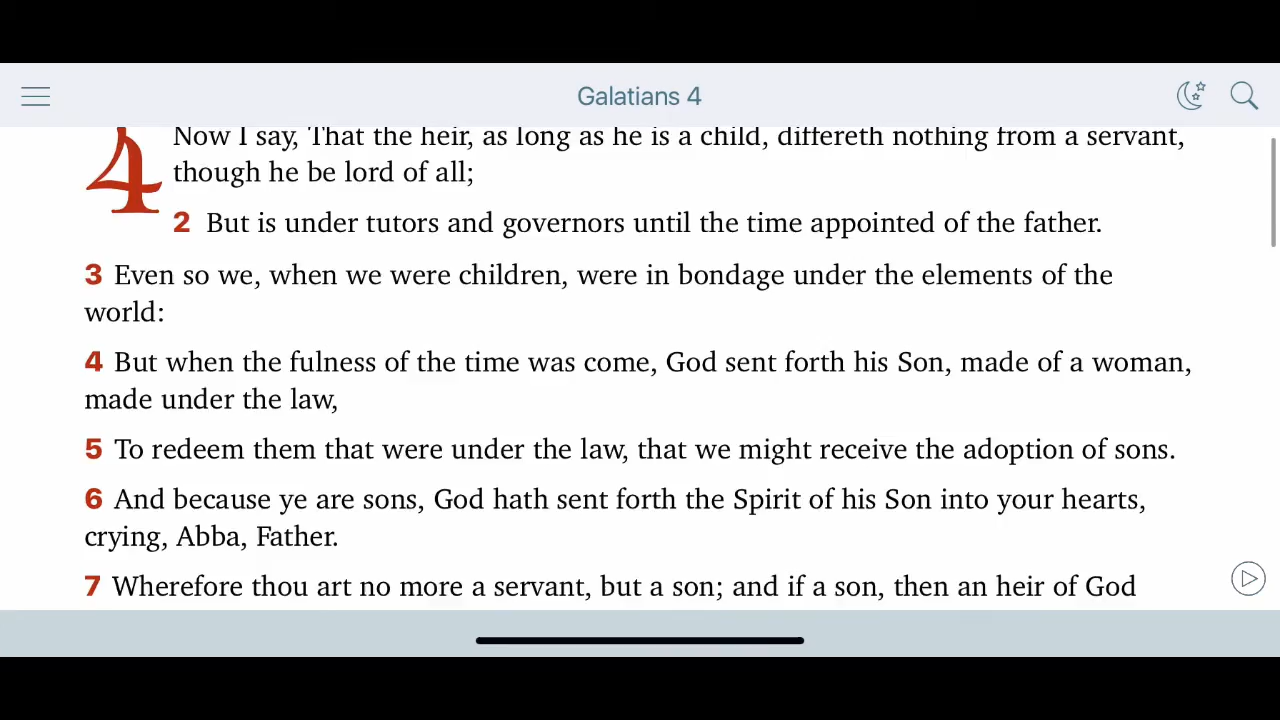 Galatians 4
4 Now I say, That the heir, as long as he is a child, differeth nothing from a servant,
though he be lord of all;
2 But is under tutors and governors until the time appointed of the father.
3 Even so we, when we were children, were in bondage under the elements of the
world:
4 But when the fulness of the time was come, God sent forth his Son, made of a woman,
made under the law,
5 To redeem them that were under the law, that we might receive the adoption of sons.
6 And because ye are sons, God hath sent forth the Spirit of his Son into your hearts,
crying, Abba, Father.
7 Wherefore thou art no more a servant, but a son; and if a son, then an heir of God